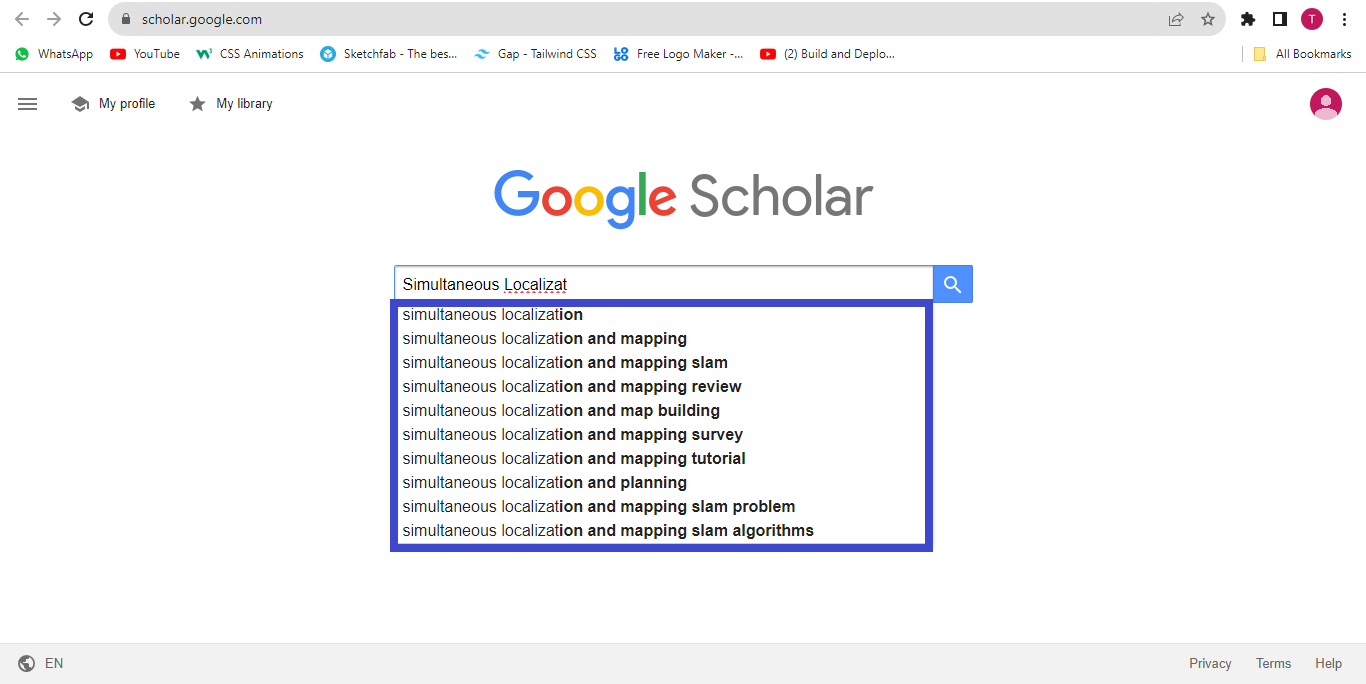 scholar.google.com
T
WhatsApp YouTube CSS Animations Sketchfab - The bes... Gap - Tailwind CSS Free Logo Maker -... (2) Build and Deplo... All Bookmarks
My profile My library
Google Scholar
Simultaneous Localizat
simultaneous localization
simultaneous localization and mapping
simultaneous localization and mapping slam
simultaneous localization and mapping review
simultaneous localization and map building
simultaneous localization and mapping survey
simultaneous localization and mapping tutorial
simultaneous localization and planning
simultaneous localization and mapping slam problem
simultaneous localization and mapping slam algorithms
EN Privacy Terms Help